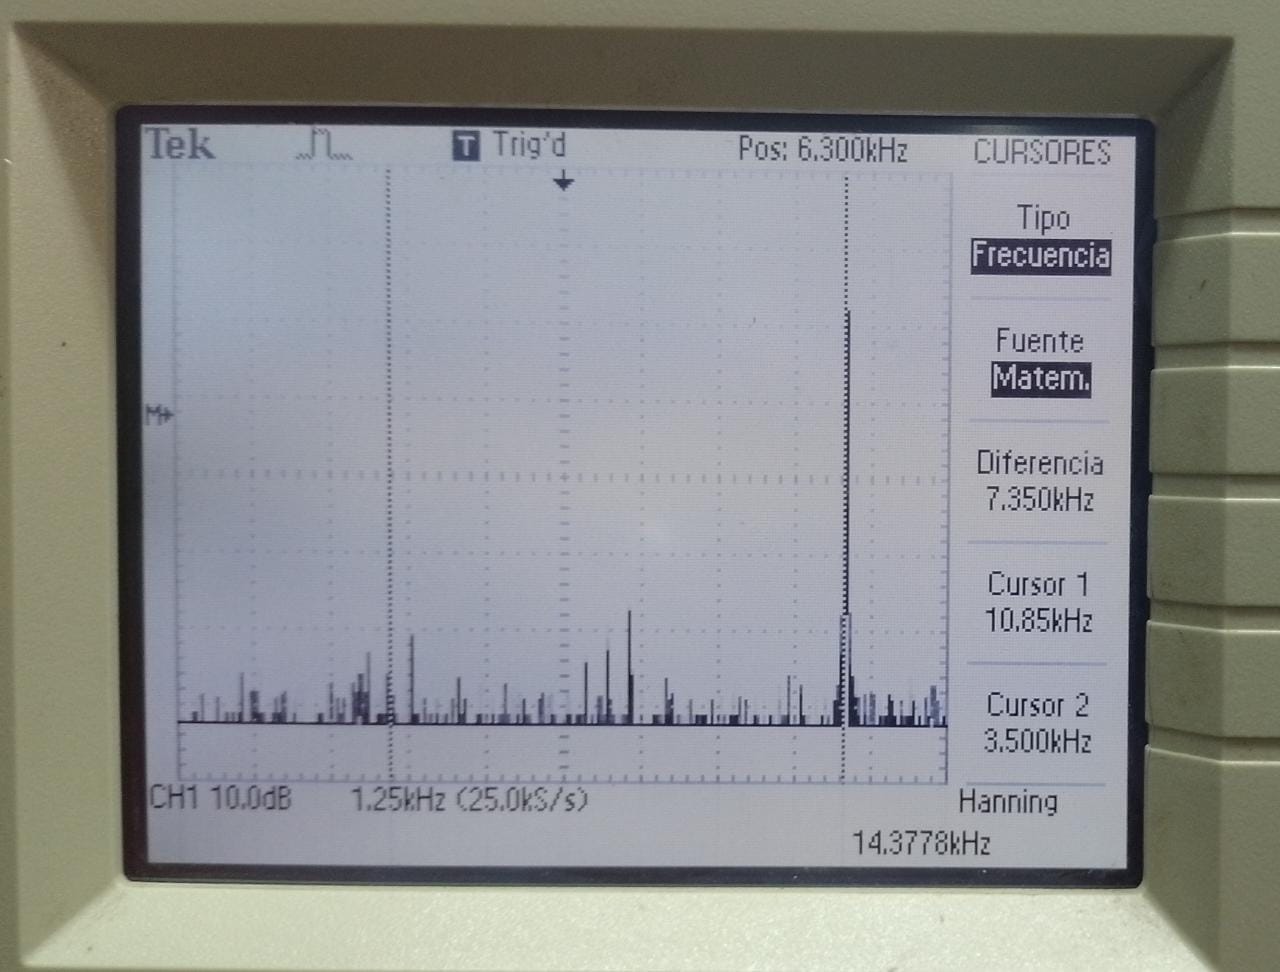 Tek T Trig'd Pos: 6.300kHz CURSORES
Tipo
Frecuencia
Fuente
Matem.
M
Diferencia
7.350kHz
Cursor 1
10.85kHz
Cursor 2
3.500kHz
CH1 10.0dB 1.25kHz (25.0kS/s) Hanning
14.3778kHz